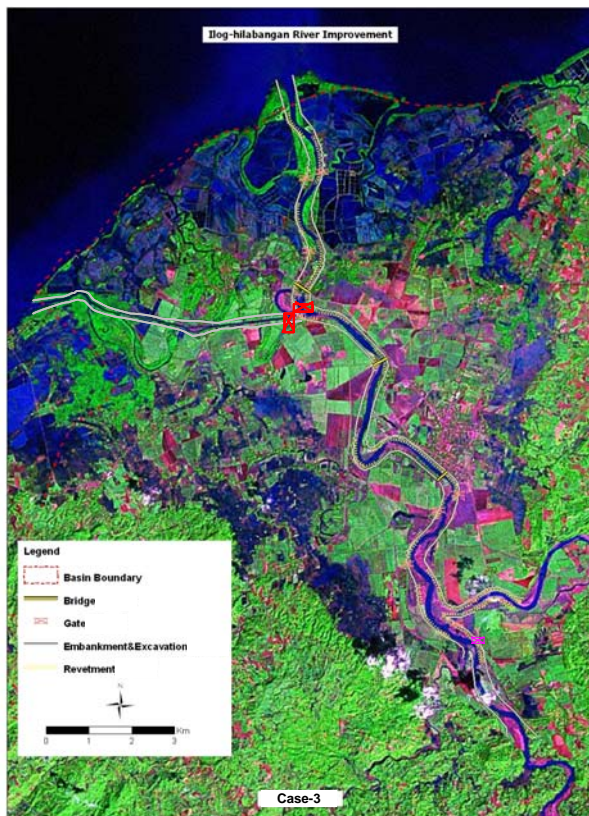 Ilog-hilabangan River Improvement
Legend
Basin Boundary
Bridge
Gate
Embankment&Excavation
Revetment
N
0 1 2 3 Km
Case-3